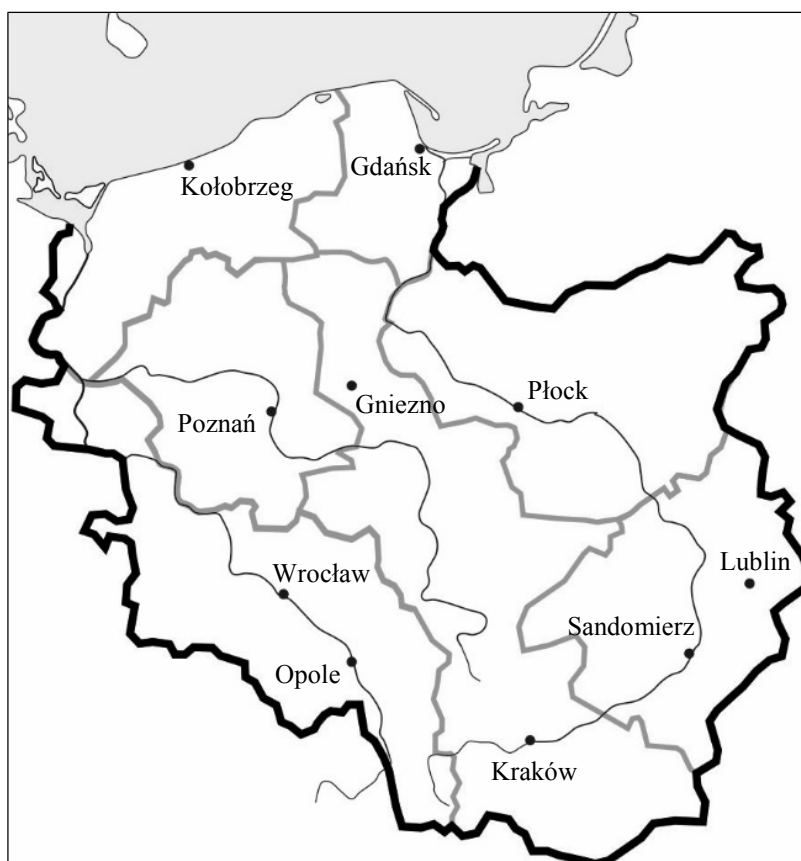 Gdańsk
Kołobrzeg
Płock
Gniezno
Poznań
Lublin
Wrocław
Sandomierz
Opole
Kraków